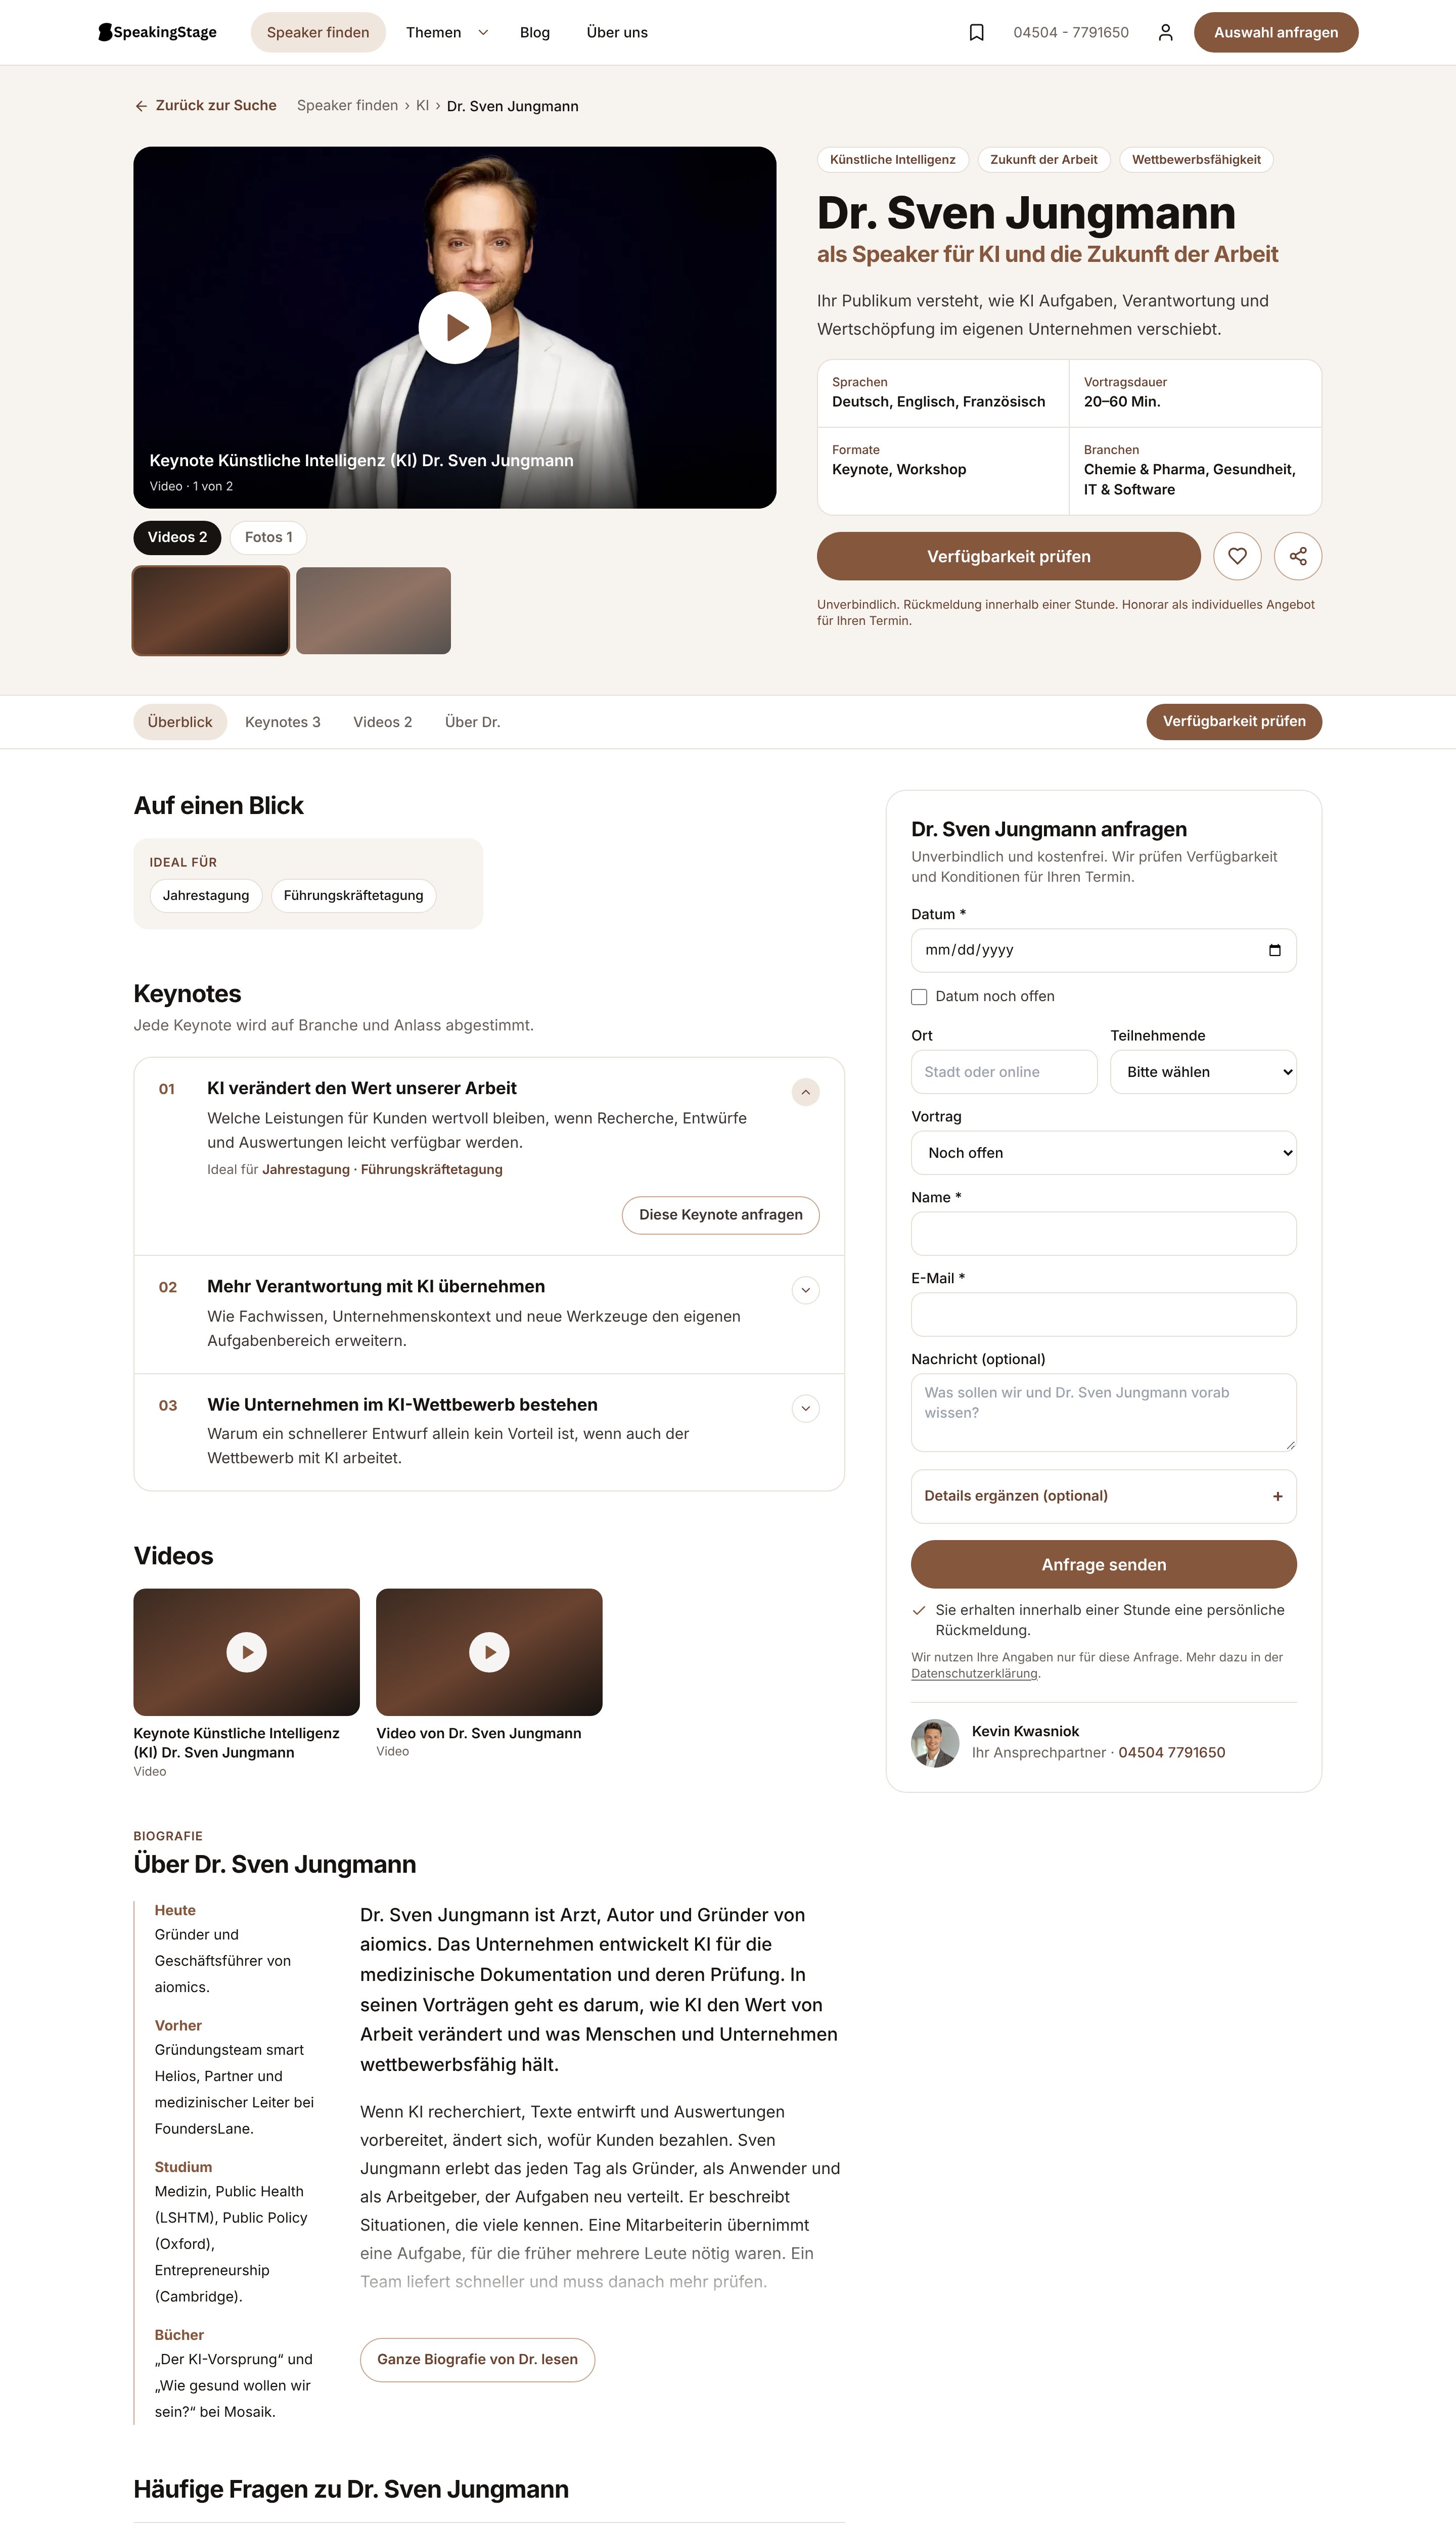 SpeakingStage
Speaker finden
Themen
Blog
Über uns
04504 - 7791650
Auswahl anfragen
Zurück zur Suche
Speaker finden › KI › Dr. Sven Jungmann
Keynote Künstliche Intelligenz (KI) Dr. Sven Jungmann
Video · 1 von 2
Videos 2
Fotos 1
Künstliche Intelligenz
Zukunft der Arbeit
Wettbewerbsfähigkeit
Dr. Sven Jungmann
als Speaker für KI und die Zukunft der Arbeit
Ihr Publikum versteht, wie KI Aufgaben, Verantwortung und
Wertschöpfung im eigenen Unternehmen verschiebt.
Sprachen
Deutsch, Englisch, Französisch
Vortragsdauer
20–60 Min.
Formate
Keynote, Workshop
Branchen
Chemie & Pharma, Gesundheit,
IT & Software
Verfügbarkeit prüfen
Unverbindlich. Rückmeldung innerhalb einer Stunde. Honorar als individuelles Angebot
für Ihren Termin.
Überblick
Keynotes 3
Videos 2
Über Dr.
Verfügbarkeit prüfen
Auf einen Blick
IDEAL FÜR
Jahrestagung
Führungskräftetagung
Keynotes
Jede Keynote wird auf Branche und Anlass abgestimmt.
01
KI verändert den Wert unserer Arbeit
Welche Leistungen für Kunden wertvoll bleiben, wenn Recherche, Entwürfe
und Auswertungen leicht verfügbar werden.
Ideal für Jahrestagung · Führungskräftetagung
Diese Keynote anfragen
02
Mehr Verantwortung mit KI übernehmen
Wie Fachwissen, Unternehmenskontext und neue Werkzeuge den eigenen
Aufgabenbereich erweitern.
03
Wie Unternehmen im KI-Wettbewerb bestehen
Warum ein schnellerer Entwurf allein kein Vorteil ist, wenn auch der
Wettbewerb mit KI arbeitet.
Videos
Keynote Künstliche Intelligenz
(KI) Dr. Sven Jungmann
Video
Video von Dr. Sven Jungmann
Video
Dr. Sven Jungmann anfragen
Unverbindlich und kostenfrei. Wir prüfen Verfügbarkeit
und Konditionen für Ihren Termin.
Datum *
mm/dd/yyyy
Datum noch offen
Ort
Stadt oder online
Teilnehmende
Bitte wählen
Vortrag
Noch offen
Name *
E-Mail *
Nachricht (optional)
Was sollen wir und Dr. Sven Jungmann vorab
wissen?
Details ergänzen (optional)
+
Anfrage senden
Sie erhalten innerhalb einer Stunde eine persönliche
Rückmeldung.
Wir nutzen Ihre Angaben nur für diese Anfrage. Mehr dazu in der
Datenschutzerklärung.
Kevin Kwasniok
Ihr Ansprechpartner · 04504 7791650
BIOGRAFIE
Über Dr. Sven Jungmann
Heute
Gründer und
Geschäftsführer von
aiomics.
Vorher
Gründungsteam smart
Helios, Partner und
medizinischer Leiter bei
FoundersLane.
Studium
Medizin, Public Health
(LSHTM), Public Policy
(Oxford),
Entrepreneurship
(Cambridge).
Bücher
„Der KI-Vorsprung“ und
„Wie gesund wollen wir
sein?“ bei Mosaik.
Dr. Sven Jungmann ist Arzt, Autor und Gründer von
aiomics. Das Unternehmen entwickelt KI für die
medizinische Dokumentation und deren Prüfung. In
seinen Vorträgen geht es darum, wie KI den Wert von
Arbeit verändert und was Menschen und Unternehmen
wettbewerbsfähig hält.
Wenn KI recherchiert, Texte entwirft und Auswertungen
vorbereitet, ändert sich, wofür Kunden bezahlen. Sven
Jungmann erlebt das jeden Tag als Gründer, als Anwender und
als Arbeitgeber, der Aufgaben neu verteilt. Er beschreibt
Situationen, die viele kennen. Eine Mitarbeiterin übernimmt
eine Aufgabe, für die früher mehrere Leute nötig waren. Ein
Team liefert schneller und muss danach mehr prüfen.
Ganze Biografie von Dr. lesen
Häufige Fragen zu Dr. Sven Jungmann